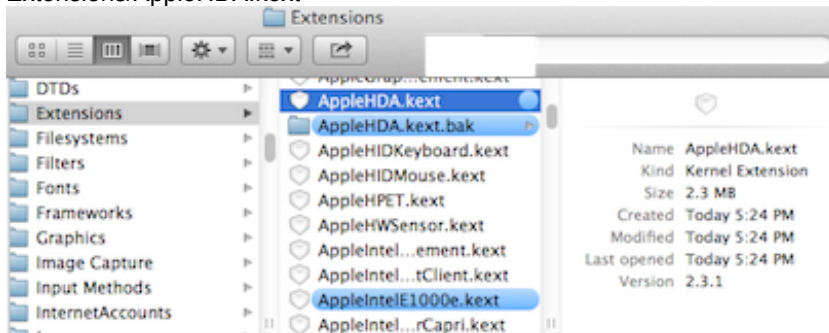 Extensions/AppleHDA.kext
Extensions
DTDs
Extensions
Filesystems
Filters
Fonts
Frameworks
Graphics
Image Capture
Input Methods
InternetAccounts
AppleHDA.kext
AppleHDA.kext.bak
AppleHIDKeyboard.kext
AppleHIDMouse.kext
AppleHPET.kext
AppleHWSensor.kext
AppleIntel...ement.kext
AppleIntel...tClient.kext
AppleIntelE1000e.kext
AppleIntel...rCapri.kext
Name AppleHDA.kext
Kind Kernel Extension
Size 2.3 MB
Created Today 5:24 PM
Modified Today 5:24 PM
Last opened Today 5:24 PM
Version 2.3.1